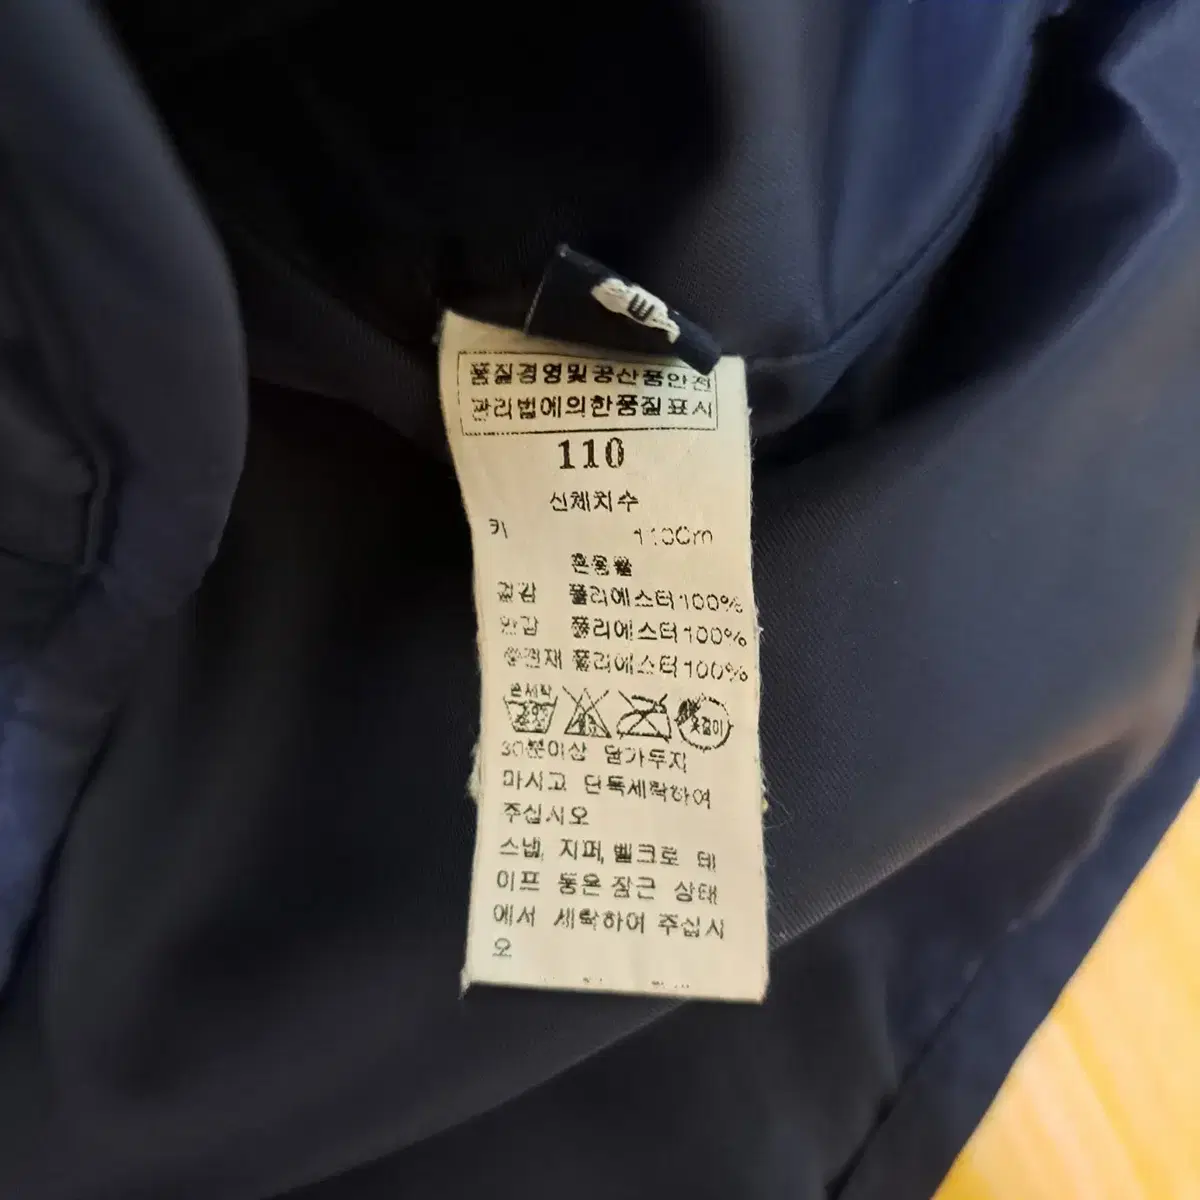 품질경영및공산품안전
관리법에의한품질표시
110
신체치수
키 110cm
혼용률
겉감 폴리에스터100%
안감 폴리에스터100%
충전재 폴리에스터100%
손세탁
30분이상 담가두지
마시고 단독세탁하여
주십시오
스냅, 지퍼, 벨크로 테
이프 등은 잠근 상태
에서 세탁하여 주십시
오